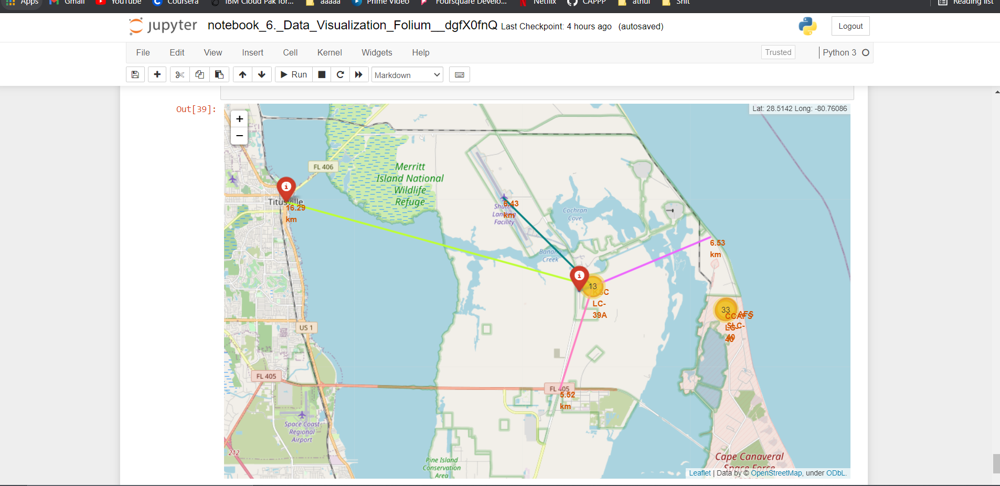 Apps Gmail YouTube Coursera IBM Cloud Pak for... aaaaa Prime Video Foursquare Develo... Netflix CAPPP athul Reading list
jupyter notebook_6._Data_Visualization_Folium__dgfX0fnQ Last Checkpoint: 4 hours ago (autosaved) Logout
File Edit View Insert Cell Kernel Widgets Help Trusted Python 3
Run Markdown
Out[39]:
+
−
Lat: 28.5142 Long: -80.76086
FL 406
Merritt
Island National
Wildlife
Refuge
Titusville
16.29
km
6.43
km
Shuttle
Landing
Facility
Cochran
Cove
Banana
Creek
6.53
km
13
KSC
LC-
39A
33
CCAFS
LC-
40
CCAFS
SLC-
40
US 1
FL 405
FL 405
5.52
km
Space Coast
Regional
Airport
212
Pine Island
Conservation
Area
Cape Canaveral
Space Force
Leaflet | Data by © OpenStreetMap, under ODbL.